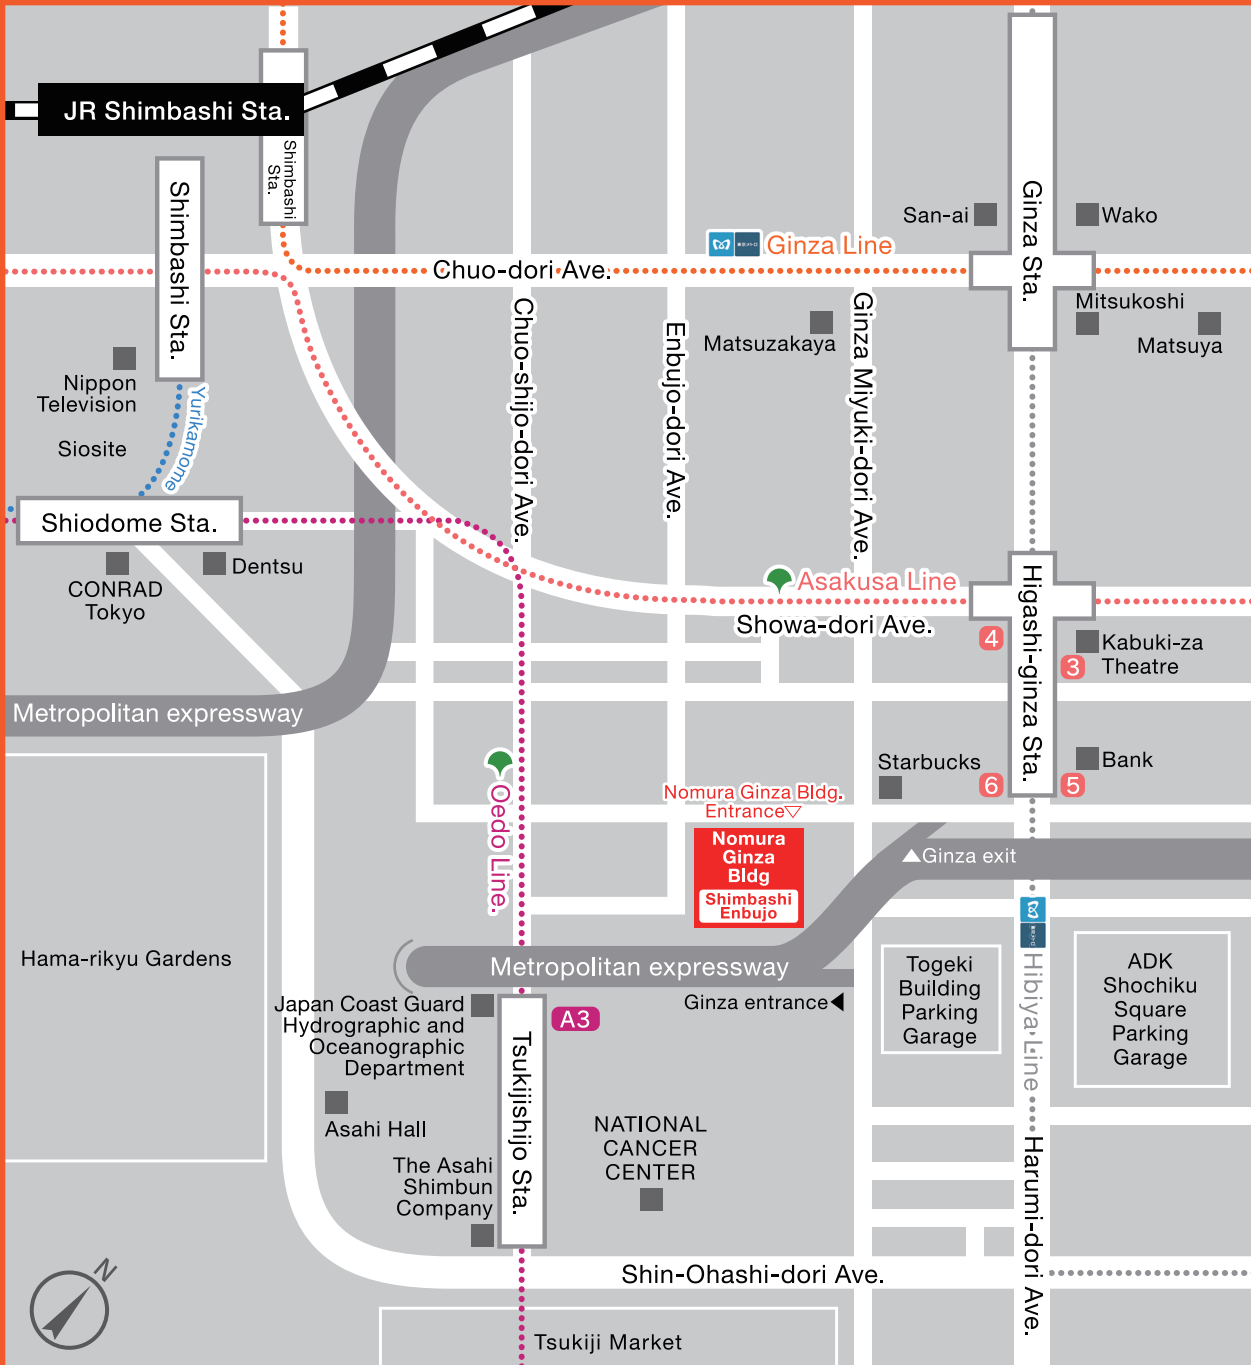 JR Shimbashi Sta.
Shimbashi
Sta.
Shimbashi Sta.
Ginza Sta.
San-ai
Wako
Ginza Line
Chuo-dori Ave.
Mitsukoshi
Matsuya
Matsuzakaya
Chuo-shijo-dori Ave.
Enbujo-dori Ave.
Ginza Miyuki-dori Ave.
Nippon
Television
Yurikamome
Siosite
Shiodome Sta.
CONRAD
Tokyo
Dentsu
Asakusa Line
Showa-dori Ave.
Higashi-ginza Sta.
4
3
Kabuki-za
Theatre
Metropolitan expressway
Starbucks
6
5
Bank
Oedo Line.
Nomura Ginza Bldg.
Entrance▽
Nomura
Ginza
Bldg
Shimbashi
Enbujo
▲Ginza exit
Hama-rikyu Gardens
Metropolitan expressway
Ginza entrance◀
Togeki
Building
Parking
Garage
Hibiya Line
ADK
Shochiku
Square
Parking
Garage
Japan Coast Guard
Hydrographic and
Oceanographic
Department
A3
Tsukijishijo Sta.
Asahi Hall
The Asahi
Shimbun
Company
NATIONAL
CANCER
CENTER
Harumi-dori Ave.
Shin-Ohashi-dori Ave.
N
Tsukiji Market